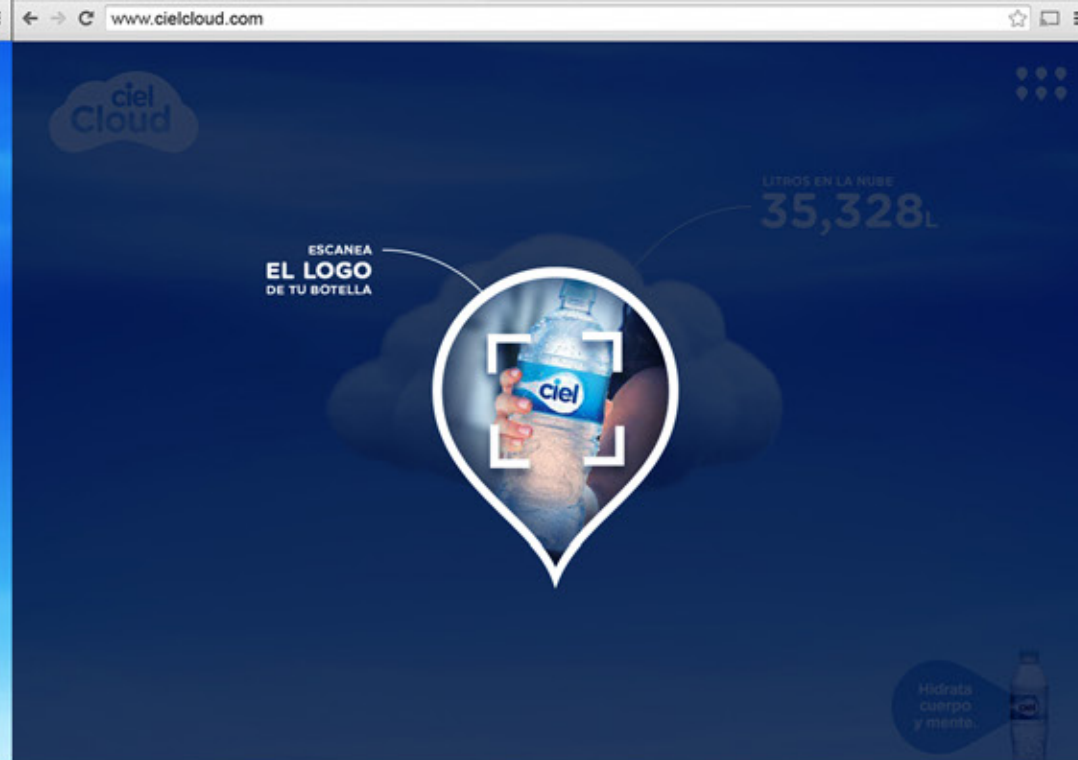 www.cielcloud.com
ciel
Cloud
LITROS EN LA NUBE
35,328L
ESCANEA
EL LOGO
DE TU BOTELLA
ciel
Hidrata
cuerpo
y mente.
ciel